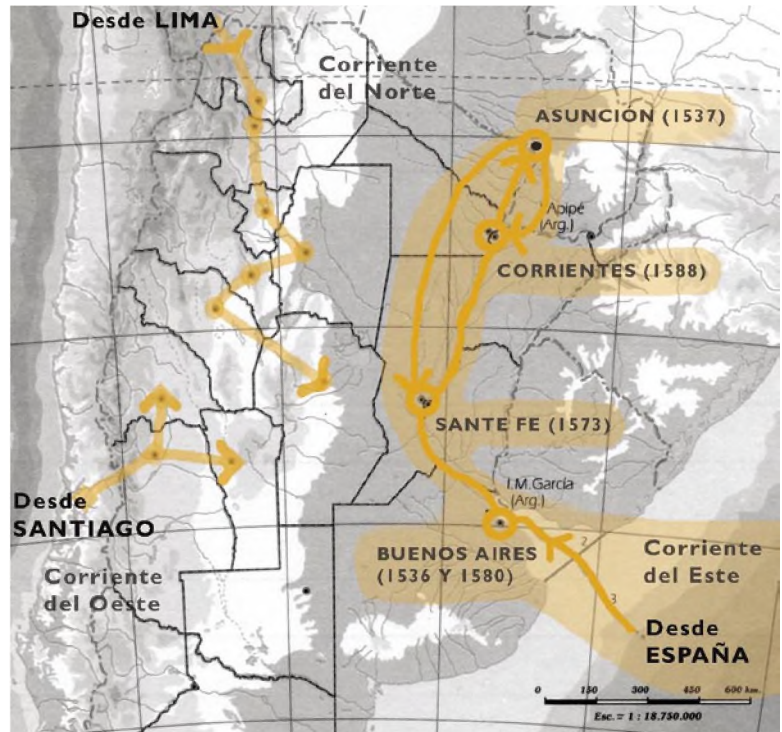 Desde LIMA
Corriente
del Norte
ASUNCIÓN (1537)
Apipé
(Arg.)
CORRIENTES (1588)
SANTE FE (1573)
I.M.García
(Arg.)
Desde
SANTIAGO
BUENOS AIRES
(1536 Y 1580)
2
Corriente
del Este
Corriente
del Oeste
3
Desde
ESPAÑA
0 150 300 450 600 km.
Esc. = 1 : 18.750.000